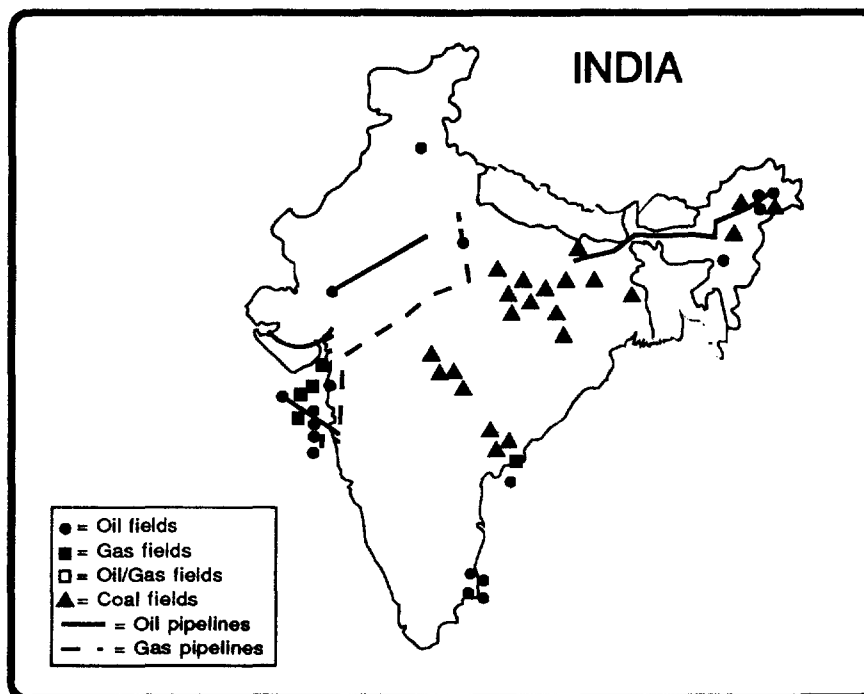 INDIA
= Oil fields
= Gas fields
= Oil/Gas fields
= Coal fields
= Oil pipelines
= Gas pipelines